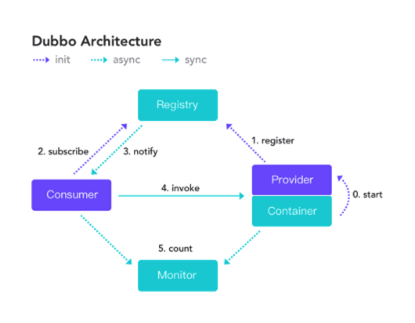 Dubbo Architecture
init async sync
Registry
1. register
2. subscribe
3. notify
Consumer
4. invoke
Provider
Container
0. start
5. count
Monitor